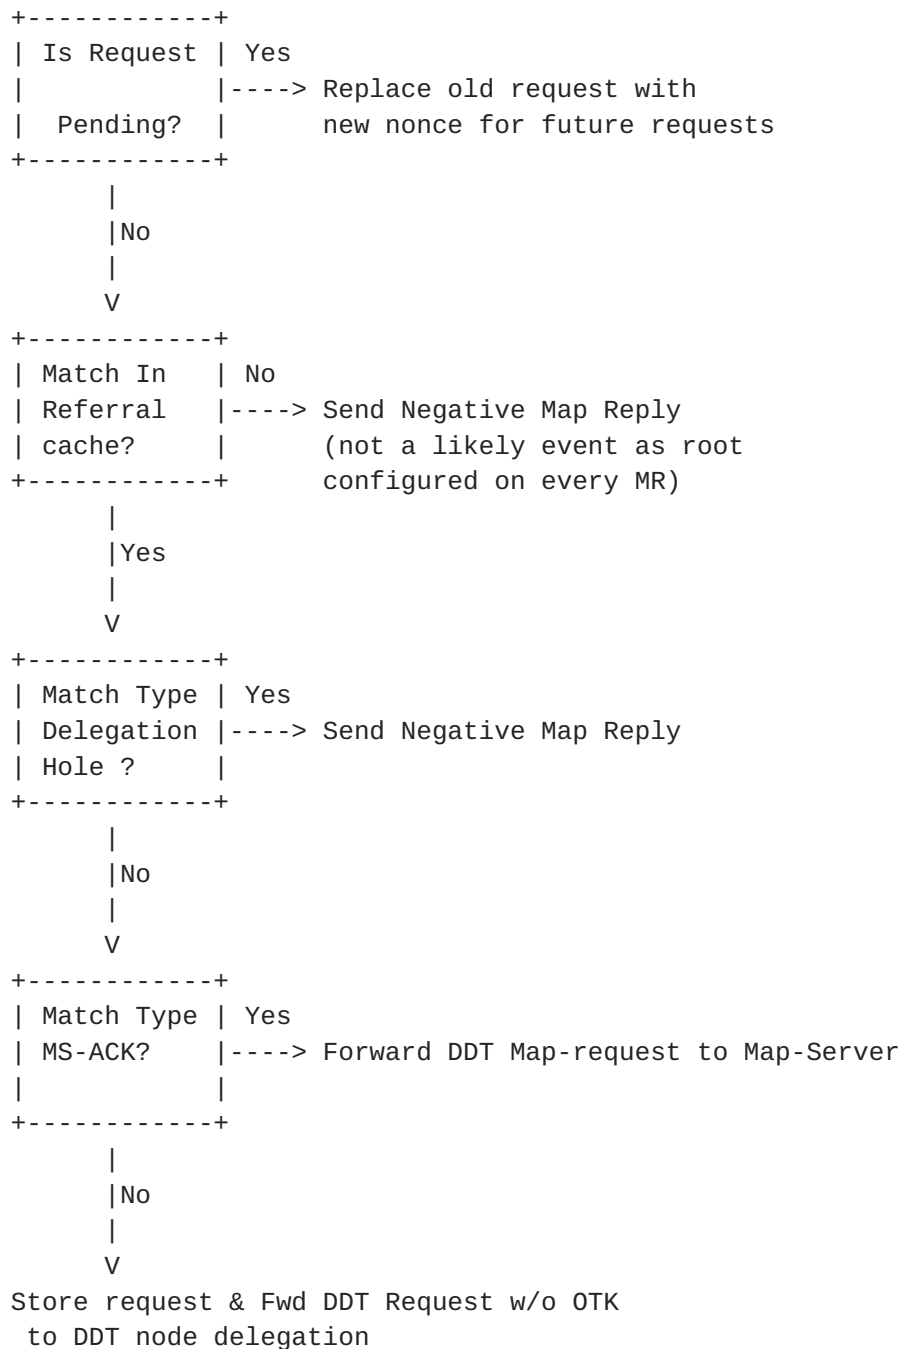 +------------+
| Is Request | Yes
|            |----> Replace old request with
|  Pending?  |      new nonce for future requests
+------------+
      |
      |No
      |
      V
+------------+
| Match In   | No
| Referral   |----> Send Negative Map Reply
| cache?     |      (not a likely event as root
+------------+      configured on every MR)
      |
      |Yes
      |
      V
+------------+
| Match Type | Yes
| Delegation |----> Send Negative Map Reply
| Hole ?     |
+------------+
      |
      |No
      |
      V
+------------+
| Match Type | Yes
| MS-ACK?    |----> Forward DDT Map-request to Map-Server
|            |
+------------+
      |
      |No
      |
      V
Store request & Fwd DDT Request w/o OTK
 to DDT node delegation